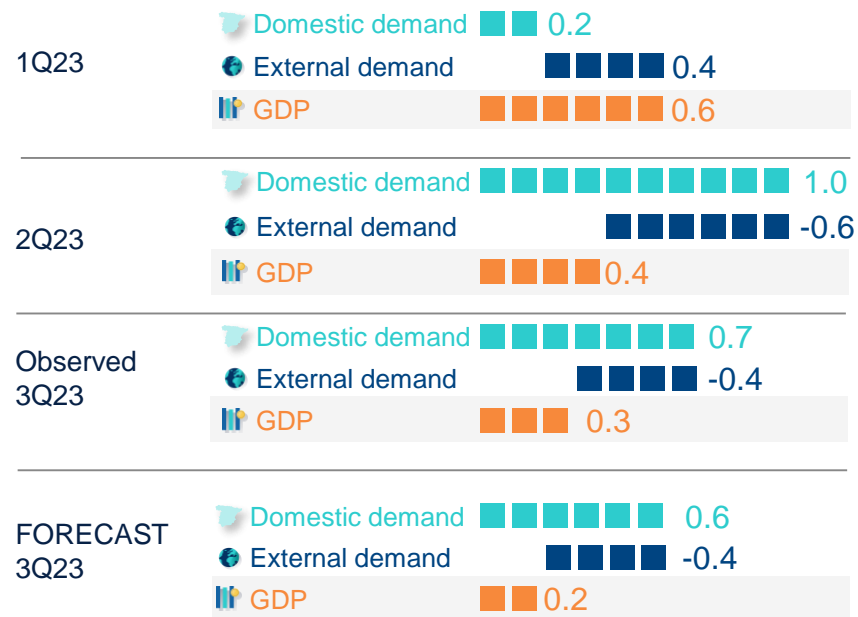 1Q23
Domestic demand 0.2
External demand 0.4
GDP 0.6
2Q23
Domestic demand 1.0
External demand -0.6
GDP 0.4
Observed
3Q23
Domestic demand 0.7
External demand -0.4
GDP 0.3
FORECAST
3Q23
Domestic demand 0.6
External demand -0.4
GDP 0.2